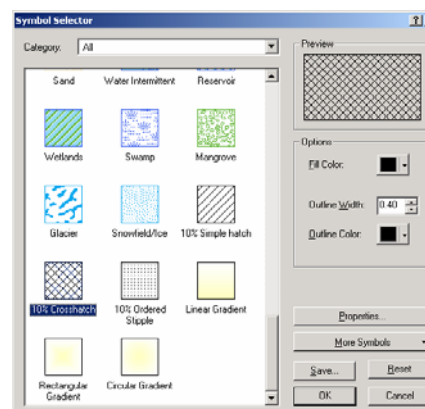 Symbol Selector
Category: All
Sand Water Intermittent Reservoir
Wetlands Swamp Mangrove
Glacier Snowfield/Ice 10% Simple hatch
10% Crosshatch 10% Ordered Stipple Linear Gradient
Rectangular Gradient Circular Gradient
Preview
Options
Fill Color:
Outline Width: 0.40
Outline Color:
Properties...
More Symbols
Save... Reset
OK Cancel